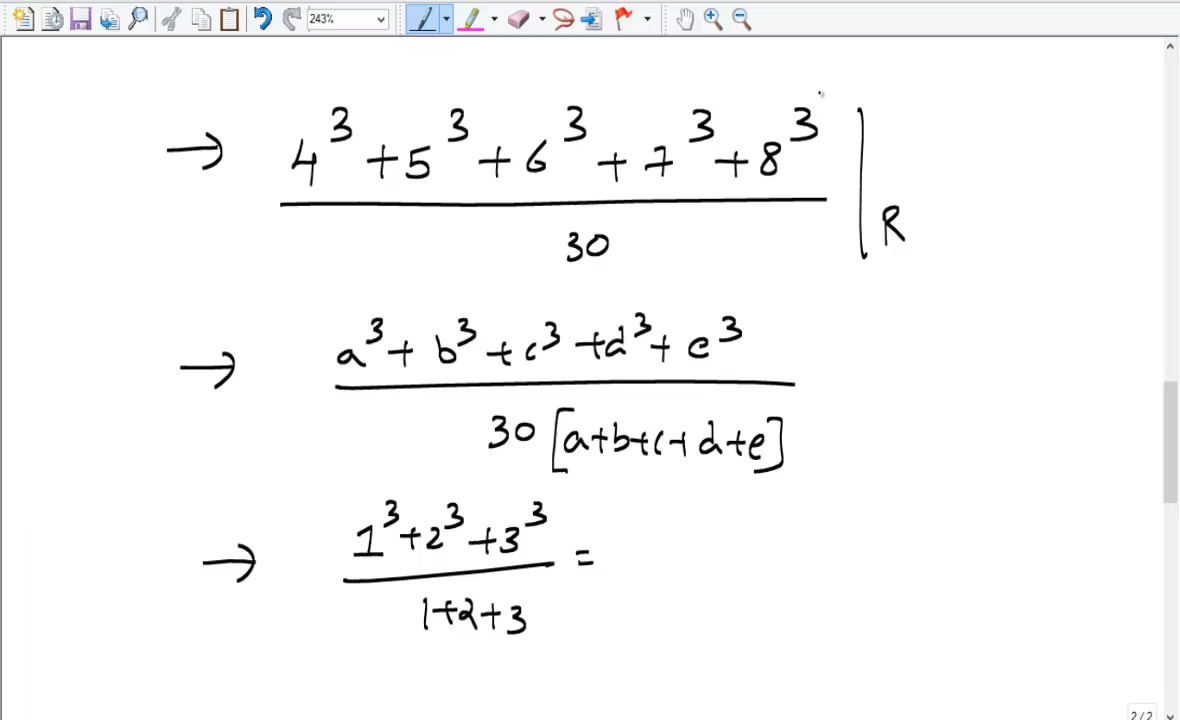 243%
→ 4³ + 5³ + 6³ + 7³ + 8³
30
R
→ a³ + b³ + c³ + d³ + e³
30 [a+b+c+d+e]
→ 1³ + 2³ + 3³ =
1+2+3
2/2